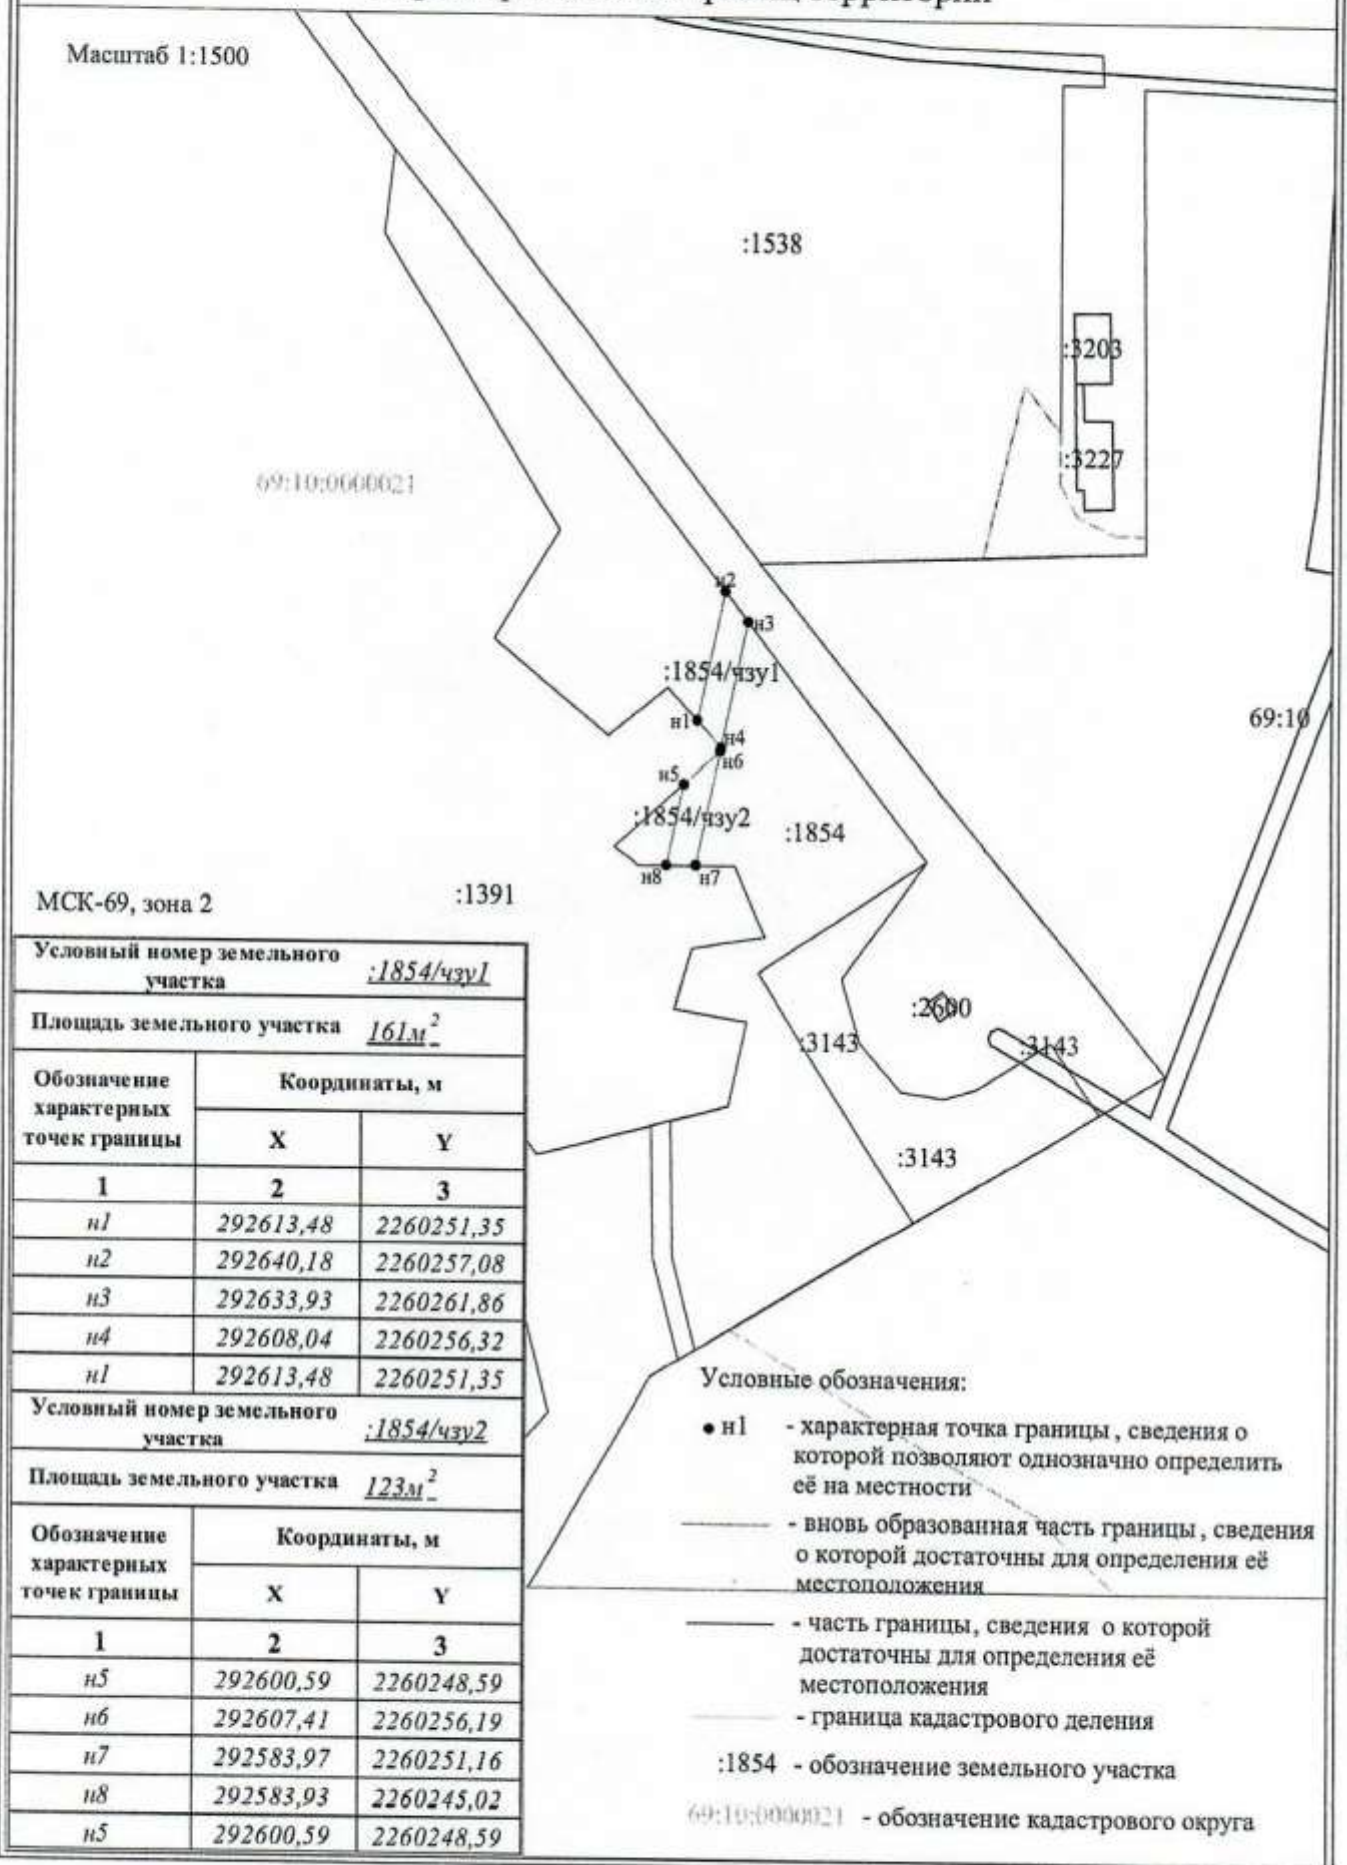 Масштаб 1:1500
:1538
:3203
69:10:0000021
:3227
н2
н3
:1854/чзу1
н1
69:10
н4
н6
н5
:1854/чзу2
:1854
н8
н7
МСК-69, зона 2
:1391
:2600
:3143
:3143
:3143
Условный номер земельного
участка
:1854/чзу1
Площадь земельного участка 161м²
Обозначение
характерных
точек границы
Координаты, м
X Y
1 2 3
н1 292613,48 2260251,35
н2 292640,18 2260257,08
н3 292633,93 2260261,86
н4 292608,04 2260256,32
н1 292613,48 2260251,35
Условный номер земельного
участка
:1854/чзу2
Площадь земельного участка 123м²
Обозначение
характерных
точек границы
Координаты, м
X Y
1 2 3
н5 292600,59 2260248,59
н6 292607,41 2260256,19
н7 292583,97 2260251,16
н8 292583,93 2260245,02
н5 292600,59 2260248,59
Условные обозначения:
н1 - характерная точка границы, сведения о
которой позволяют однозначно определить
её на местности
- вновь образованная часть границы, сведения
о которой достаточны для определения её
местоположения
- часть границы, сведения о которой
достаточны для определения её
местоположения
- граница кадастрового деления
:1854 - обозначение земельного участка
69:10:0000021 - обозначение кадастрового округа